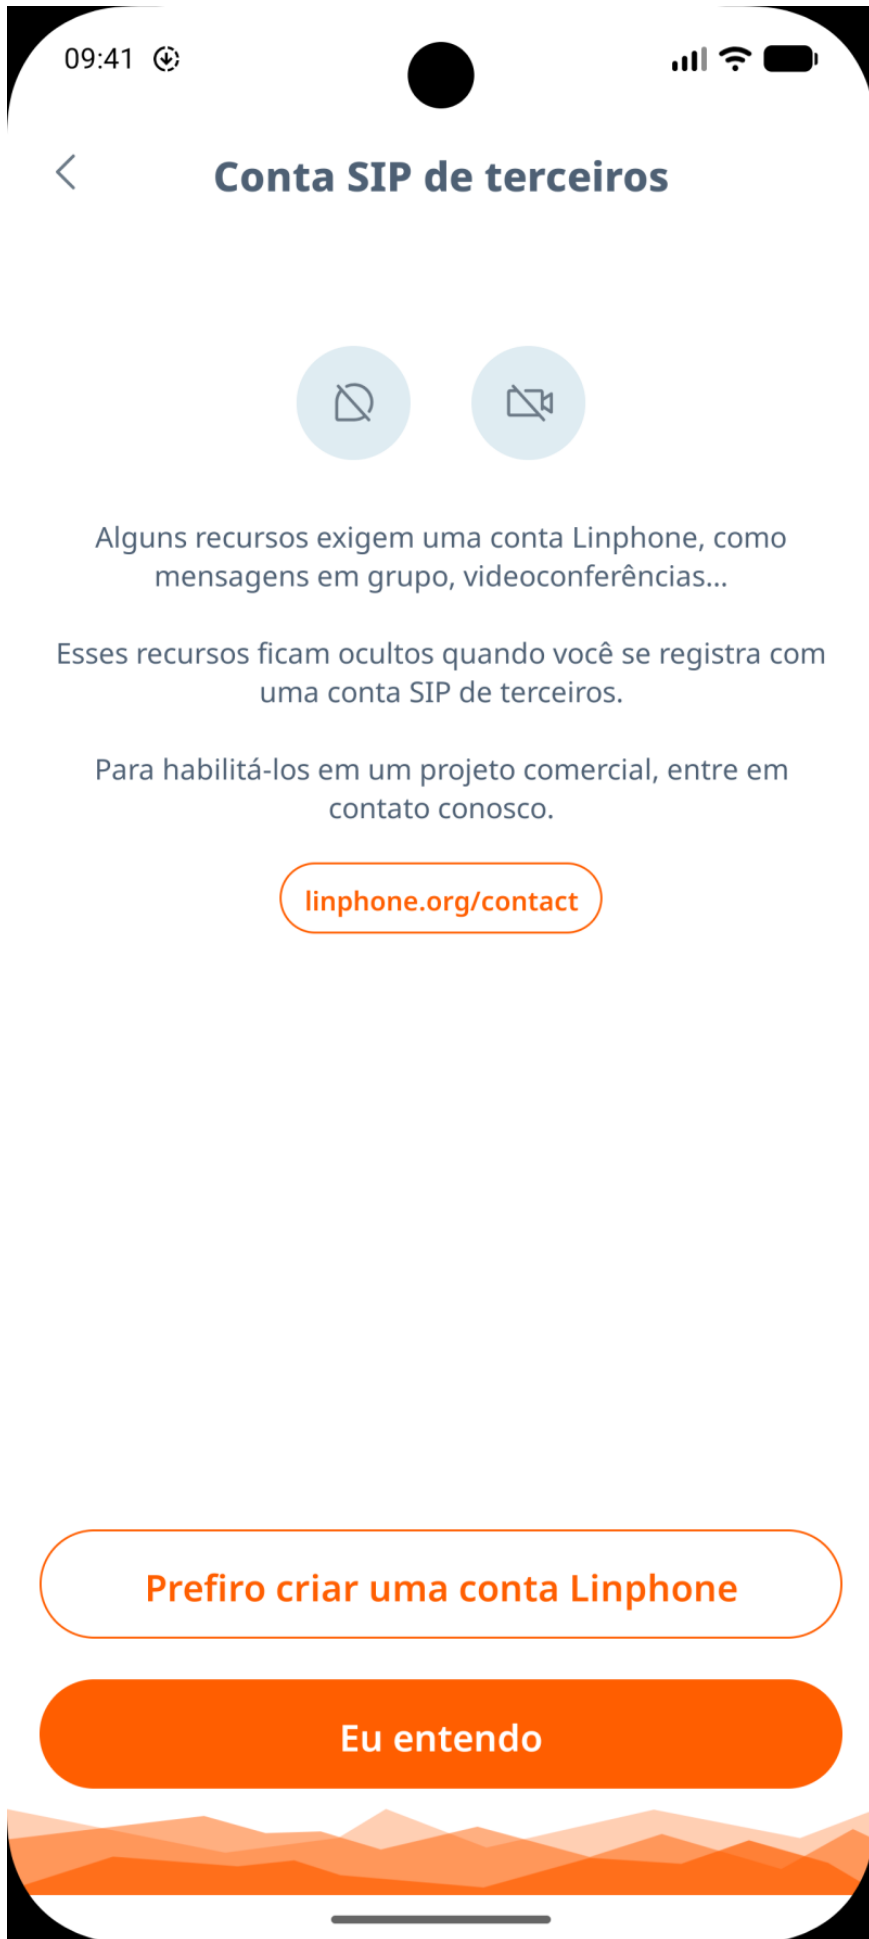 09:41
Conta SIP de terceiros
Alguns recursos exigem uma conta Linphone, como
mensagens em grupo, videoconferências...
Esses recursos ficam ocultos quando você se registra com
uma conta SIP de terceiros.
Para habilitá-los em um projeto comercial, entre em
contato conosco.
linphone.org/contact
Prefiro criar uma conta Linphone
Eu entendo